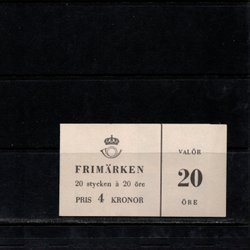 FRIMÄRKEN
20 stycken à 20 öre
PRIS 4 KRONOR
VALÖR
20
ÖRE